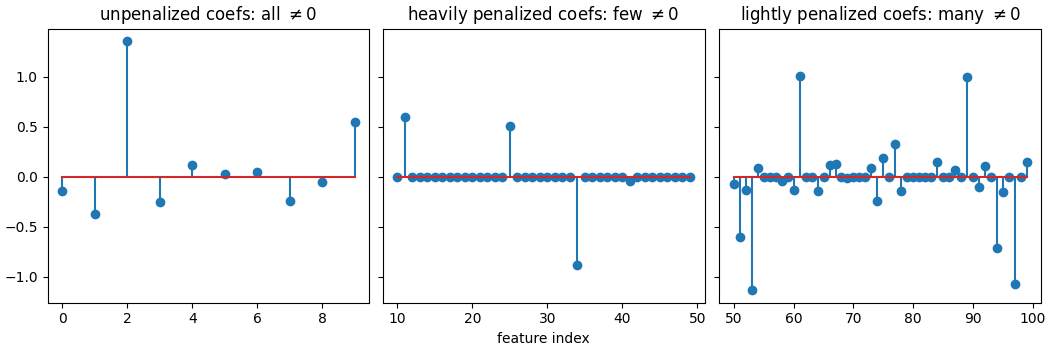 unpenalized coefs: all ≠0
heavily penalized coefs: few ≠0
lightly penalized coefs: many ≠0
1.0
0.5
0.0
−0.5
−1.0
0 2 4 6 8
10 20 30 40 50
50 60 70 80 90 100
feature index